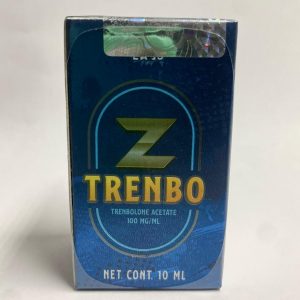 Z
TRENBO
TRENBOLONE ACETATE
100 MG/ML
NET CONT. 10 ML